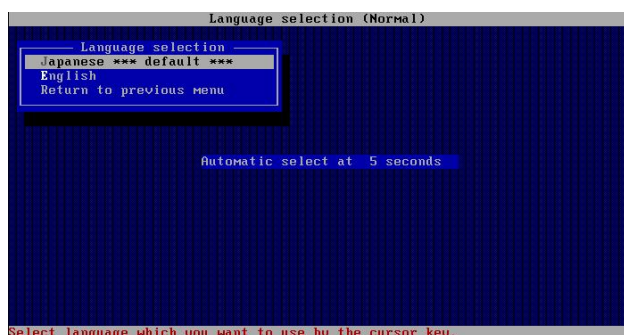 Language selection (Normal)
Language selection
Japanese *** default ***
English
Return to previous menu
Automatic select at 5 seconds
Select language which you want to use by the cursor key.